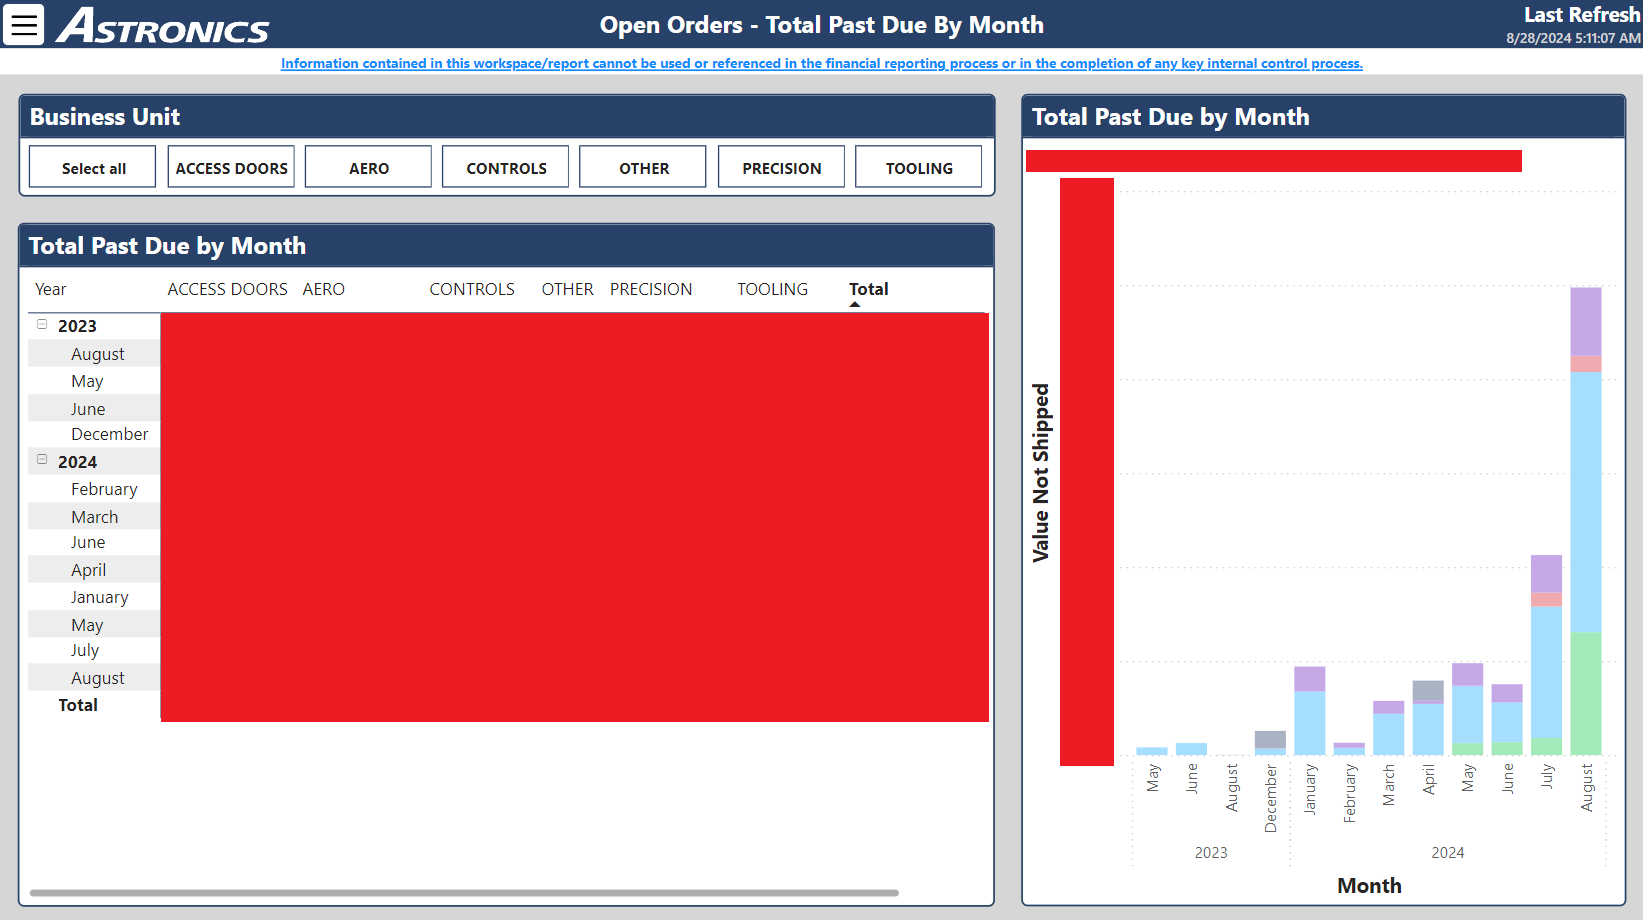 ASTRONICS
Open Orders - Total Past Due By Month
Last Refresh
8/28/2024 5:11:07 AM
Information contained in this workspace/report cannot be used or referenced in the financial reporting process or in the completion of any key internal control process.
Business Unit
Select all ACCESS DOORS AERO CONTROLS OTHER PRECISION TOOLING
Total Past Due by Month
Year ACCESS DOORS AERO CONTROLS OTHER PRECISION TOOLING Total
2023
August
May
June
December
2024
February
March
June
April
January
May
July
August
Total
Total Past Due by Month
Value Not Shipped
May June August December January February March April May June July August
2023 2024
Month